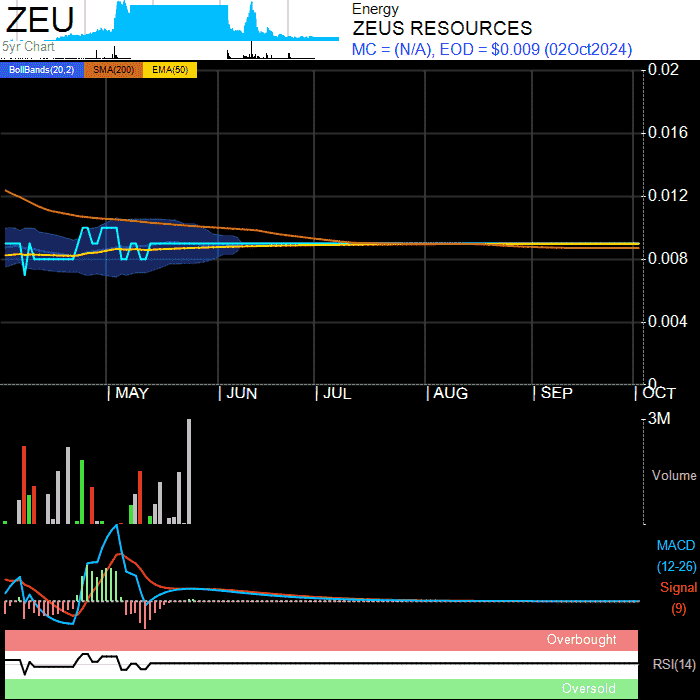 ZEU
5yr Chart
Energy
ZEUS RESOURCES
MC = (N/A), EOD = $0.009 (02Oct2024)
BollBands(20,2) SMA(200) EMA(50)
0.02
0.016
0.012
0.008
0.004
0
MAY JUN JUL AUG SEP OCT
3M
Volume
MACD
(12-26)
Signal
(9)
Overbought
RSI(14)
Oversold